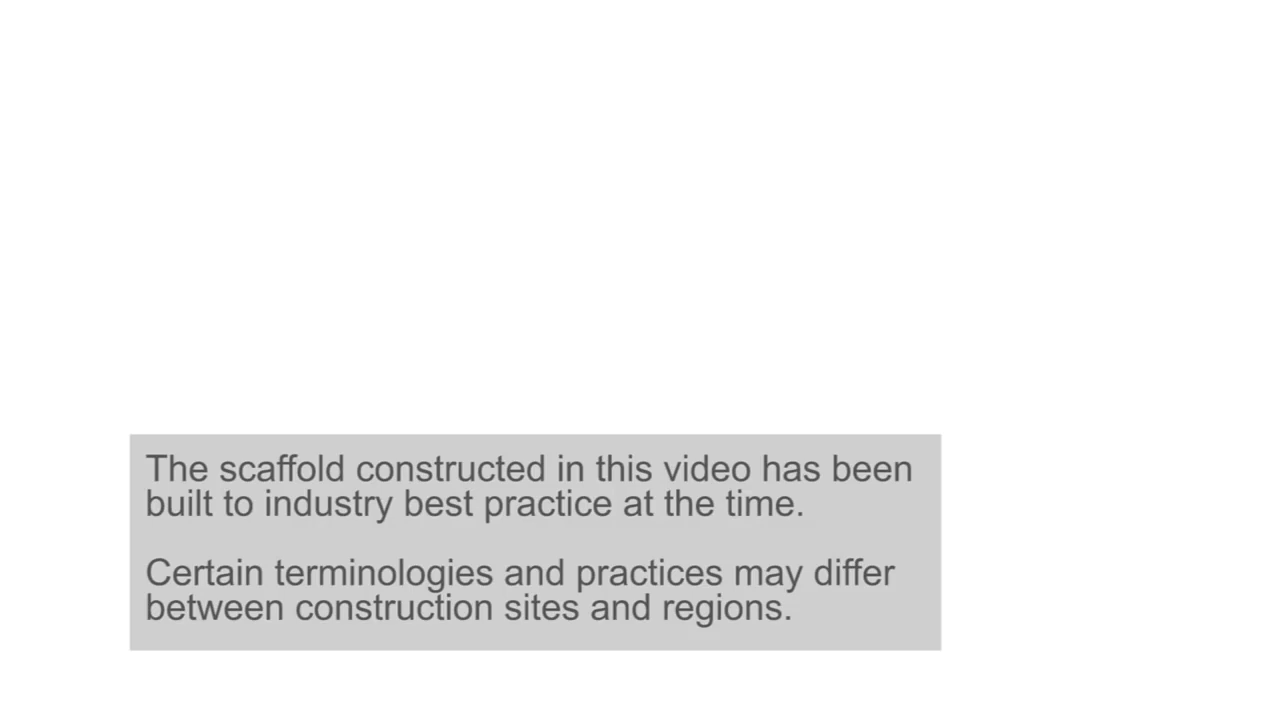 The scaffold constructed in this video has been
built to industry best practice at the time.
Certain terminologies and practices may differ
between construction sites and regions.